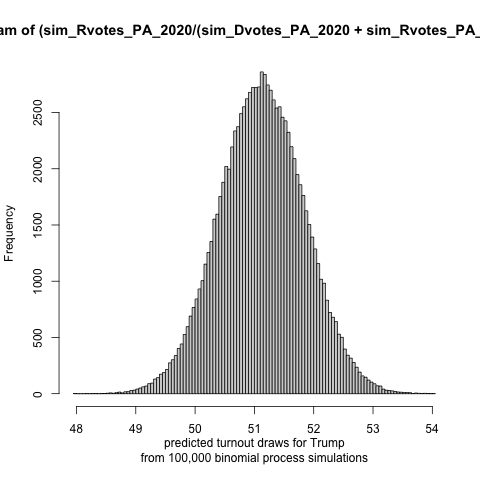 am of (sim_Rvotes_PA_2020/(sim_Dvotes_PA_2020 + sim_Rvotes_PA_
Frequency
2500
2000
1500
1000
500
0
48 49 50 51 52 53 54
predicted turnout draws for Trump
from 100,000 binomial process simulations